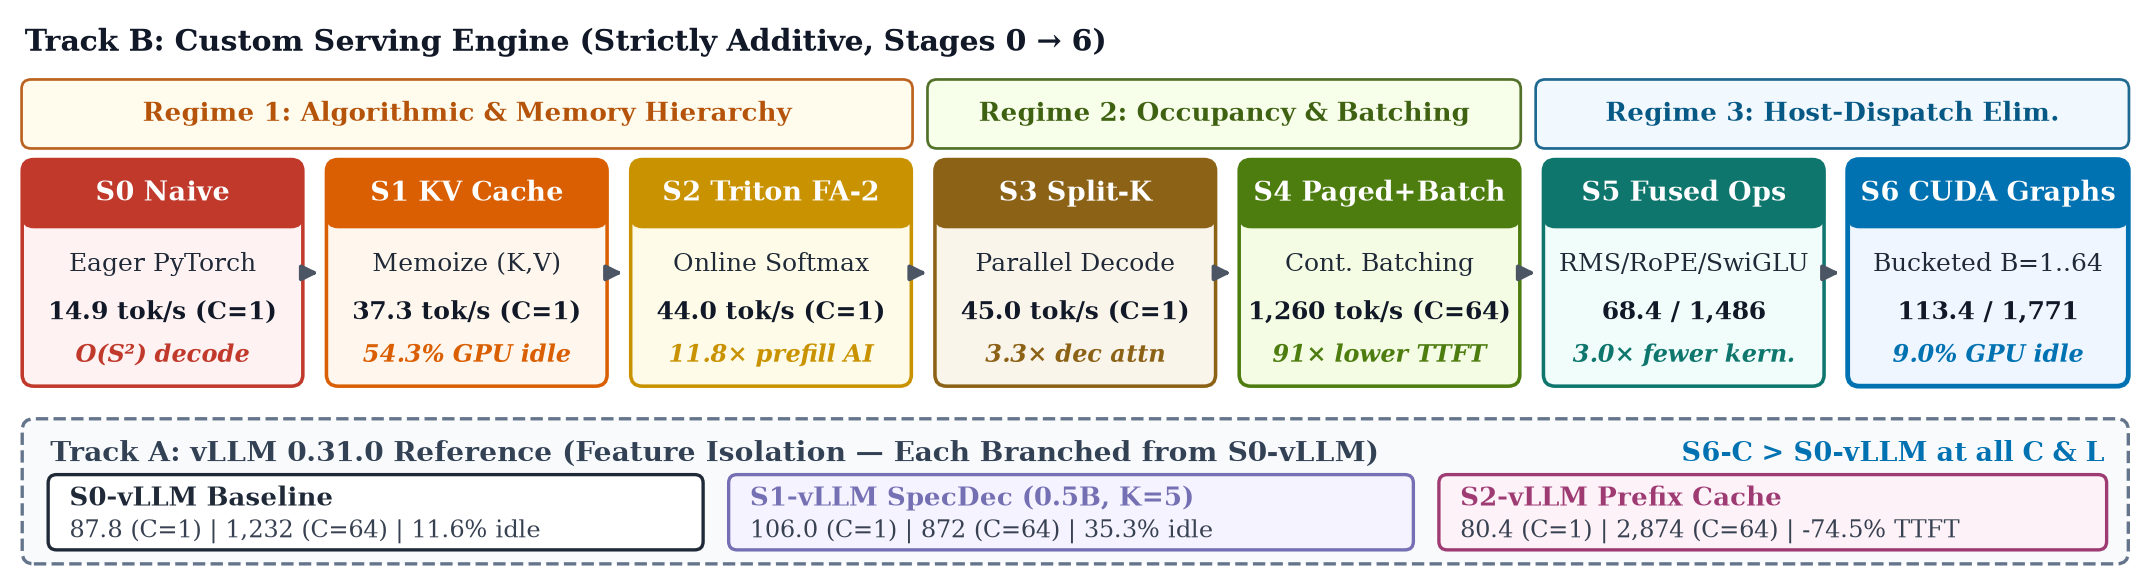 Track B: Custom Serving Engine (Strictly Additive, Stages 0 → 6)
Regime 1: Algorithmic & Memory Hierarchy
Regime 2: Occupancy & Batching
Regime 3: Host-Dispatch Elim.
S0 Naive
Eager PyTorch
14.9 tok/s (C=1)
O(S²) decode
S1 KV Cache
Memoize (K,V)
37.3 tok/s (C=1)
54.3% GPU idle
S2 Triton FA-2
Online Softmax
44.0 tok/s (C=1)
11.8× prefill AI
S3 Split-K
Parallel Decode
45.0 tok/s (C=1)
3.3× dec attn
S4 Paged+Batch
Cont. Batching
1,260 tok/s (C=64)
91× lower TTFT
S5 Fused Ops
RMS/RoPE/SwiGLU
68.4 / 1,486
3.0× fewer kern.
S6 CUDA Graphs
Bucketed B=1..64
113.4 / 1,771
9.0% GPU idle
Track A: vLLM 0.31.0 Reference (Feature Isolation — Each Branched from S0-vLLM)
S6-C > S0-vLLM at all C & L
S0-vLLM Baseline
87.8 (C=1) | 1,232 (C=64) | 11.6% idle
S1-vLLM SpecDec (0.5B, K=5)
106.0 (C=1) | 872 (C=64) | 35.3% idle
S2-vLLM Prefix Cache
80.4 (C=1) | 2,874 (C=64) | -74.5% TTFT